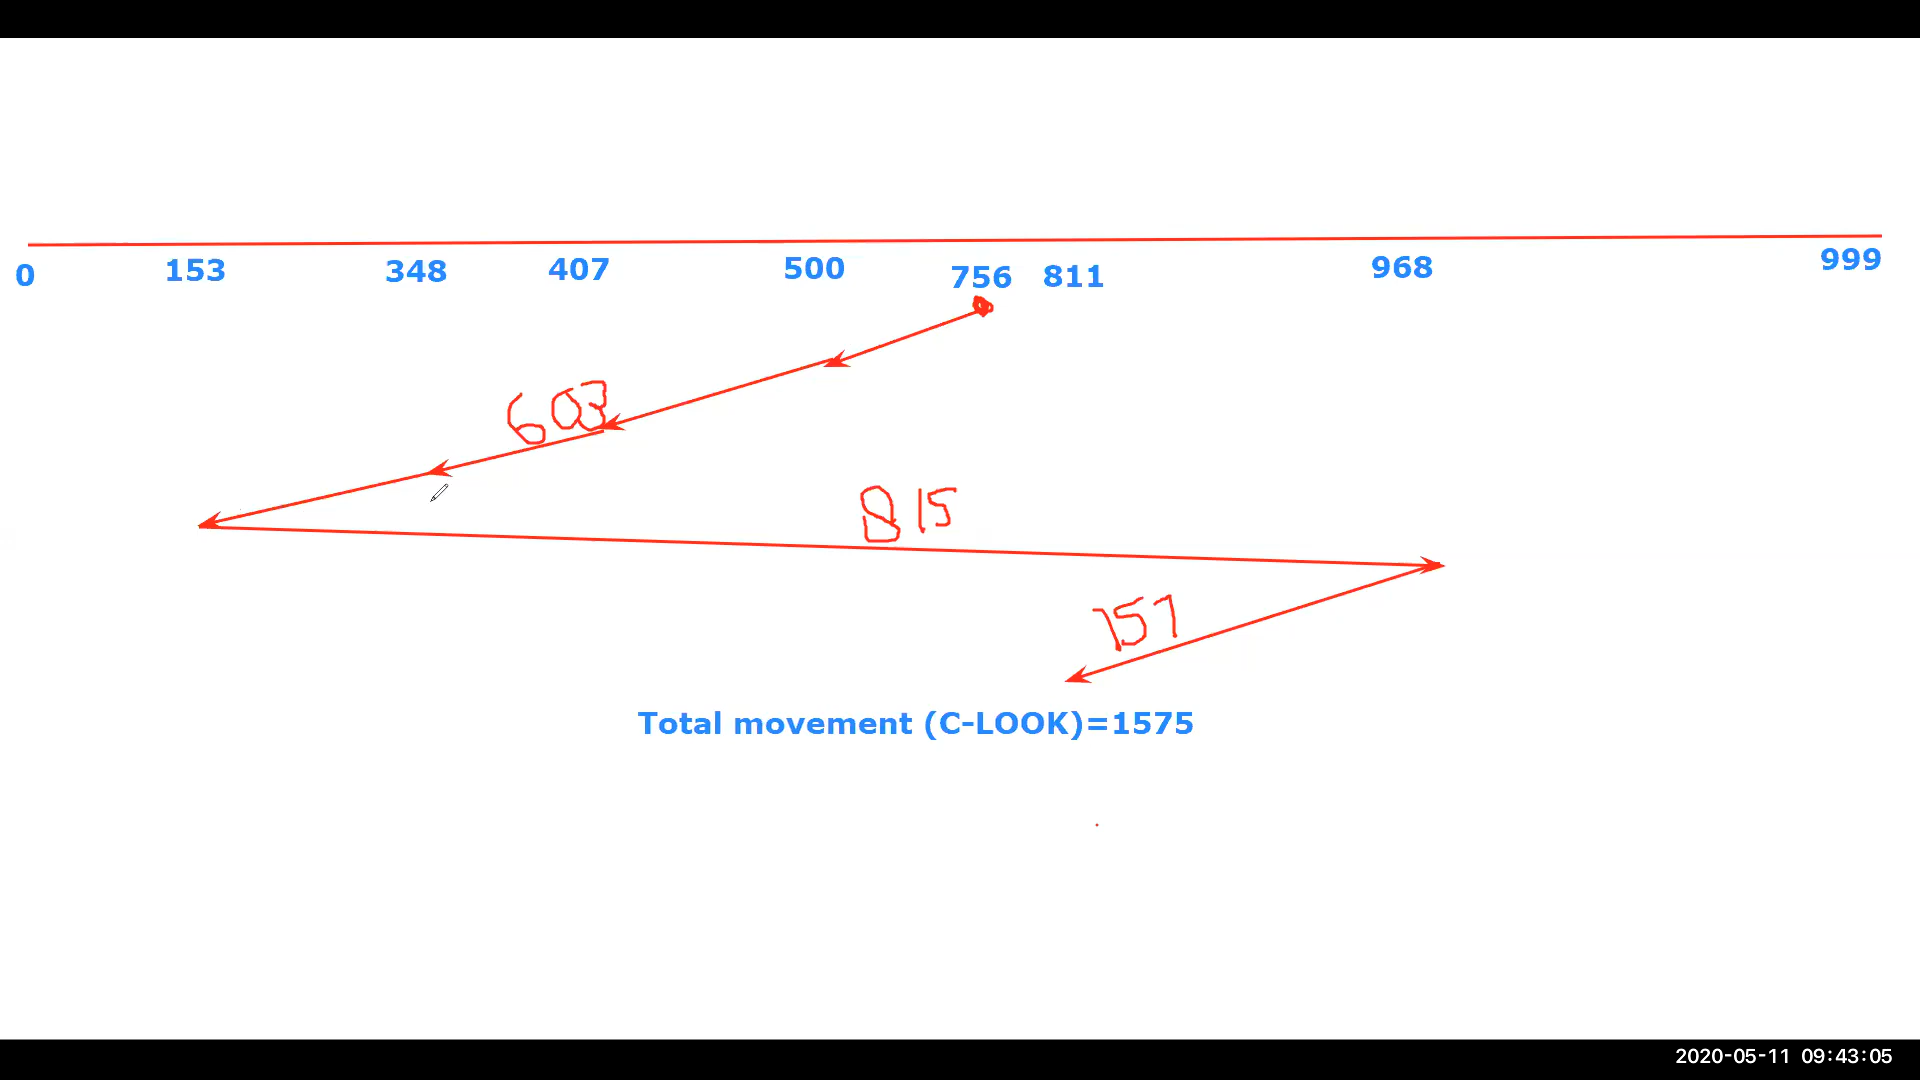 0 153 348 407 500 756 811 968 999
603
815
157
Total movement (C-LOOK)=1575
2020-05-11 09:43:05